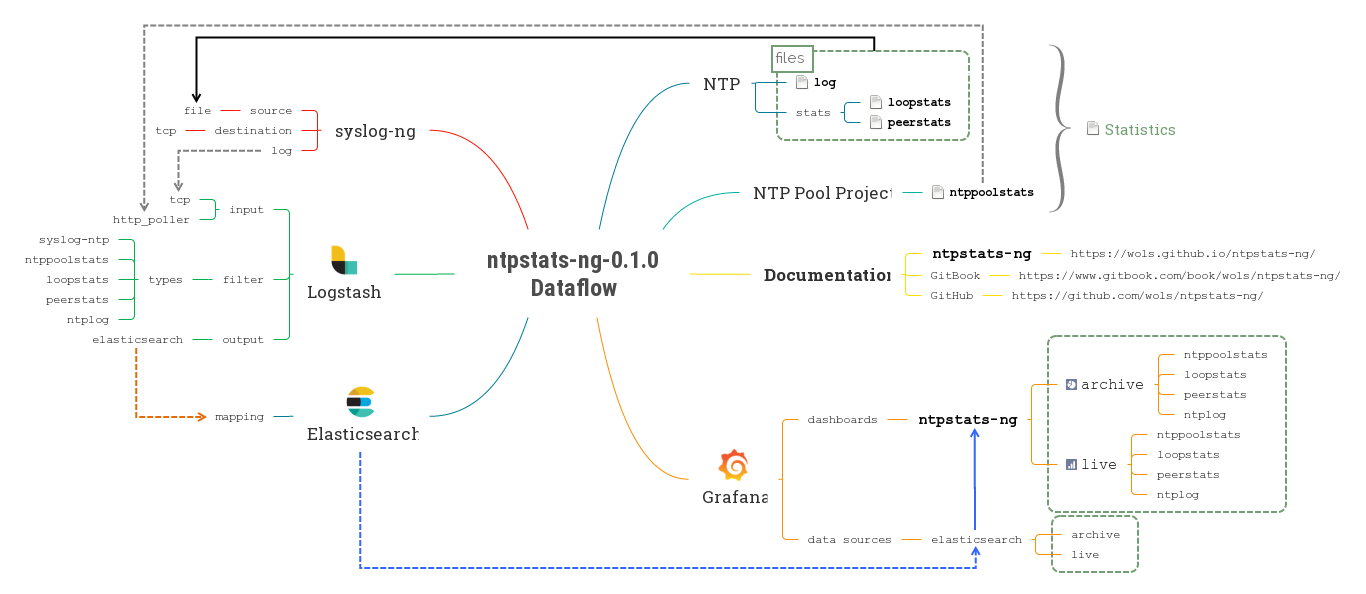 ntpstats-ng-0.1.0
Dataflow
files
NTP
log
stats
loopstats
peerstats
Statistics
NTP Pool Project
ntppoolstats
Documentation
ntpstats-ng
https://wols.github.io/ntpstats-ng/
GitBook
https://www.gitbook.com/book/wols/ntpstats-ng/
GitHub
https://github.com/wols/ntpstats-ng/
Grafana
dashboards
ntpstats-ng
archive
ntppoolstats
loopstats
peerstats
ntplog
live
ntppoolstats
loopstats
peerstats
ntplog
data sources
elasticsearch
archive
live
syslog-ng
source
file
destination
tcp
log
Logstash
input
tcp
http_poller
filter
types
syslog-ntp
ntppoolstats
loopstats
peerstats
ntplog
output
elasticsearch
Elasticsearch
mapping